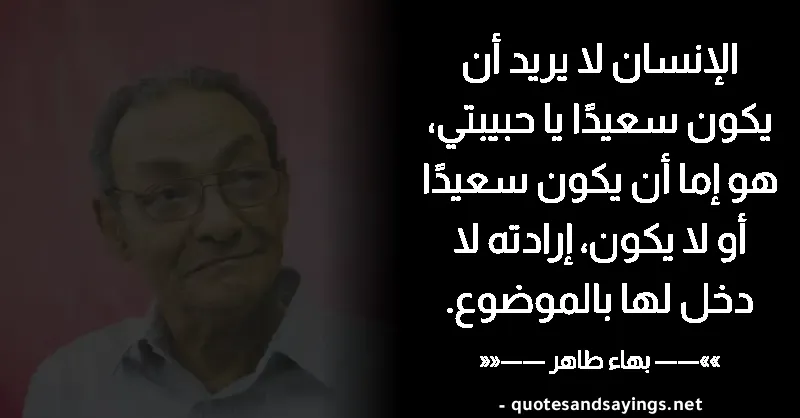 الإنسان لا يريد أن
يكون سعيدًا يا حبيبتي،
هو إما أن يكون سعيدًا
أو لا يكون، إرادته لا
دخل لها بالموضوع.
»»—— بهاء طاهر ——««
- quotesandsayings.net